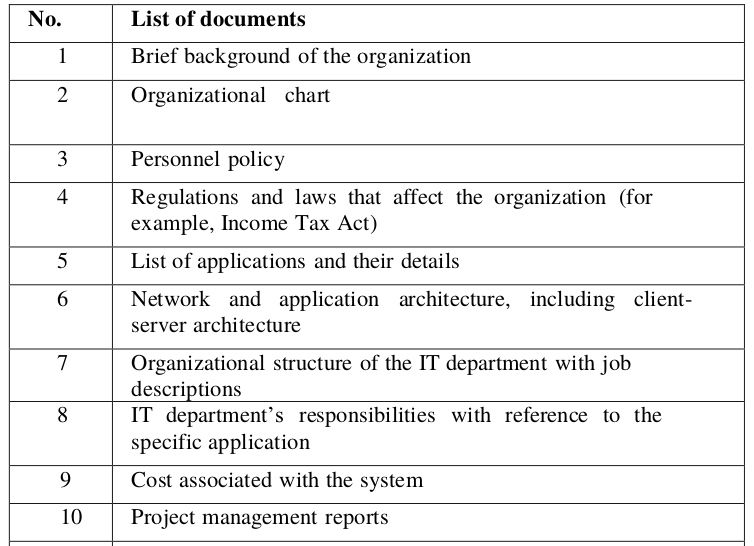 No. List of documents
1 Brief background of the organization
2 Organizational chart
3 Personnel policy
4 Regulations and laws that affect the organization (for
example, Income Tax Act)
5 List of applications and their details
6 Network and application architecture, including client-
server architecture
7 Organizational structure of the IT department with job
descriptions
8 IT department’s responsibilities with reference to the
specific application
9 Cost associated with the system
10 Project management reports